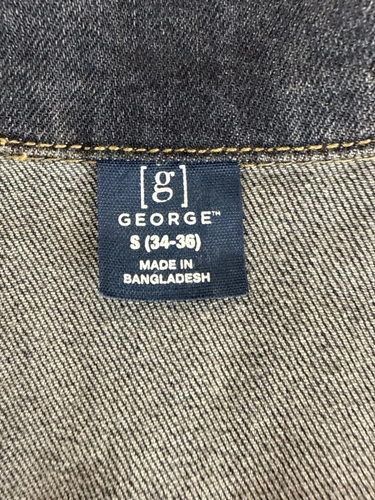 [g]
GEORGE™
S (34-36)
MADE IN
BANGLADESH